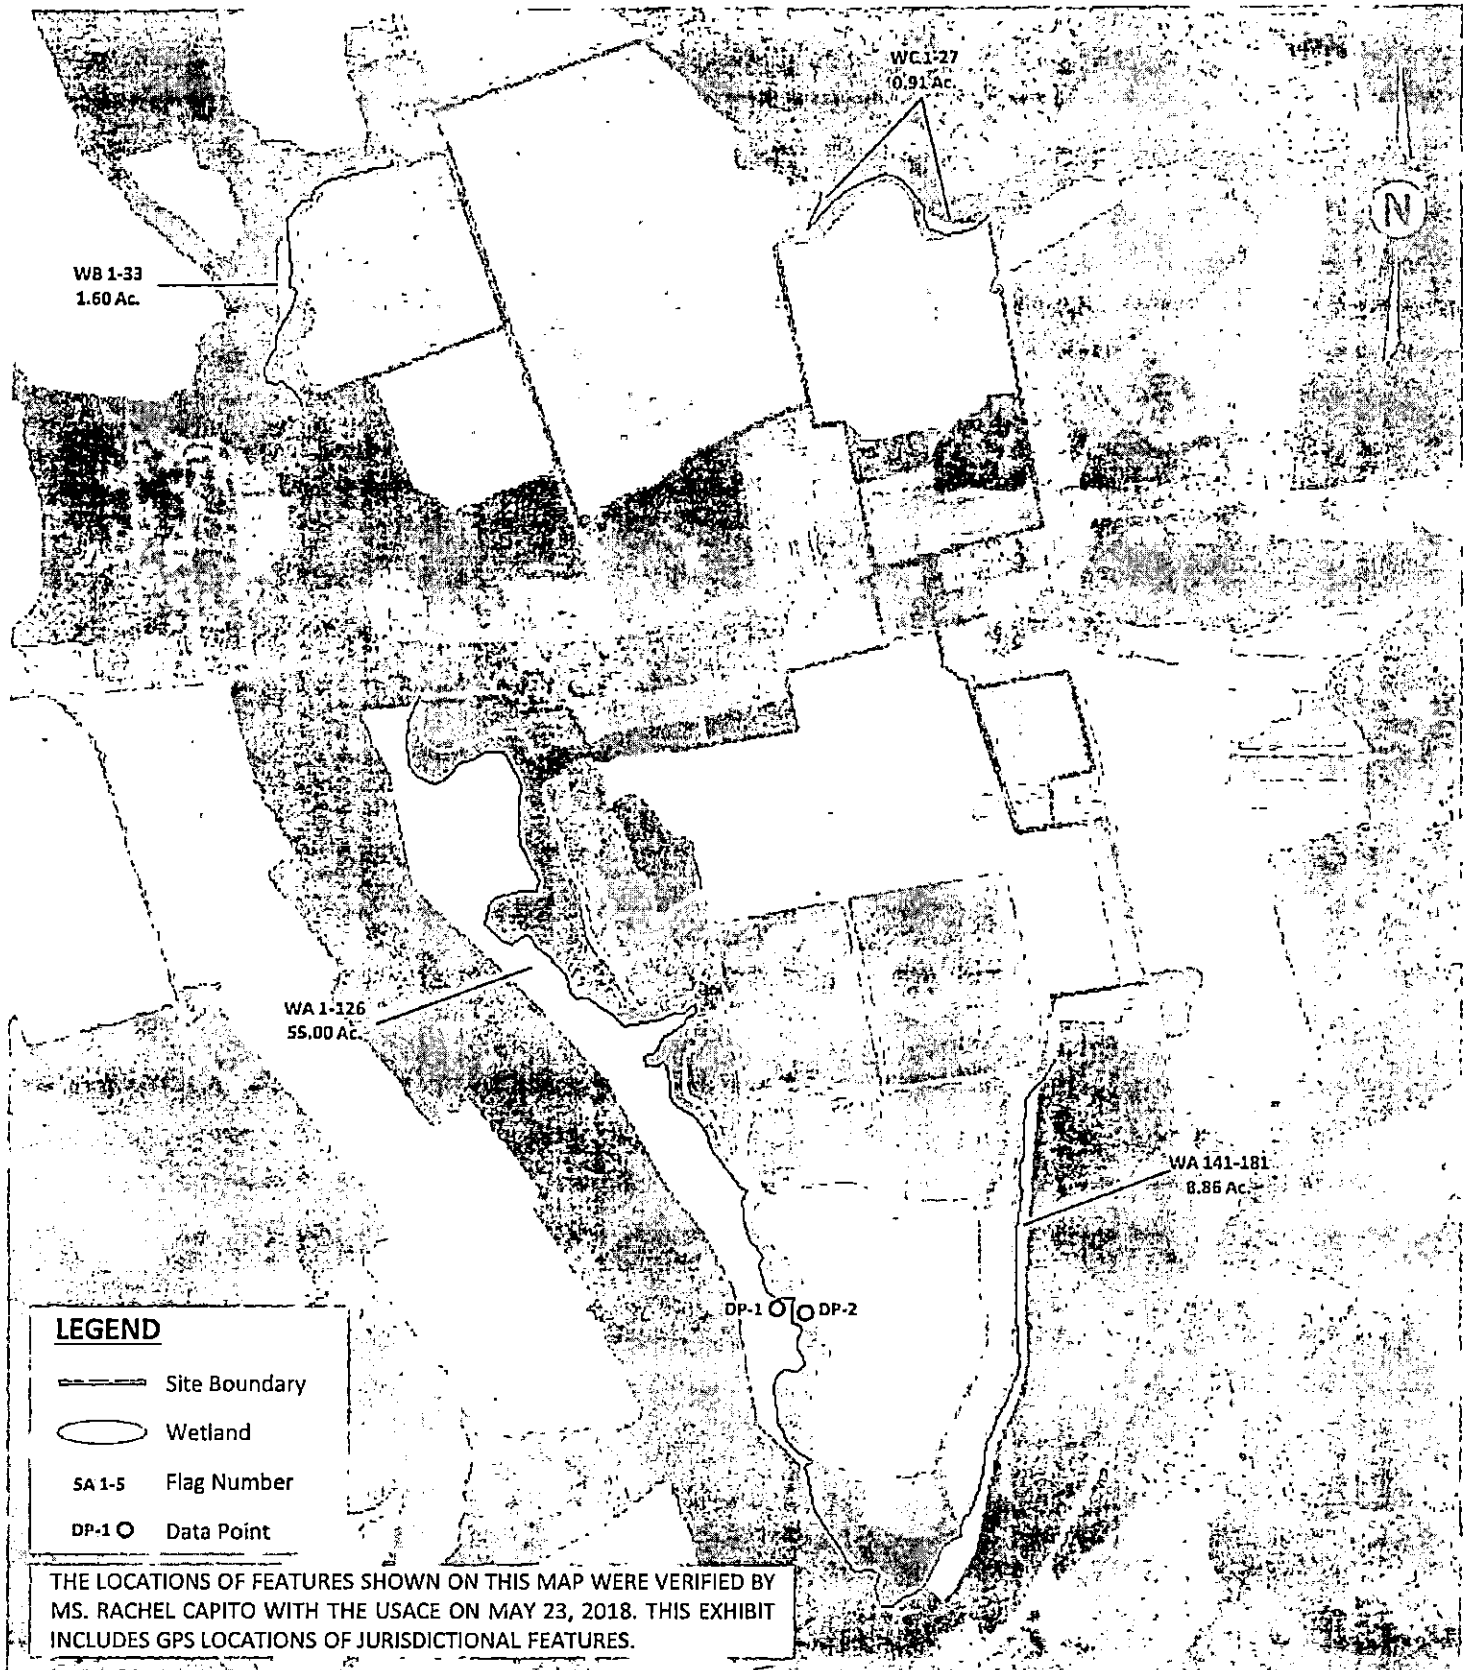 WC 1-27
0.91 Ac.
N
WB 1-33
1.60 Ac.
WA 1-126
55.00 Ac.
WA 141-181
8.86 Ac.
DP-1
DP-2
LEGEND
Site Boundary
Wetland
SA 1-5 Flag Number
DP-1 Data Point
THE LOCATIONS OF FEATURES SHOWN ON THIS MAP WERE VERIFIED BY
MS. RACHEL CAPITO WITH THE USACE ON MAY 23, 2018. THIS EXHIBIT
INCLUDES GPS LOCATIONS OF JURISDICTIONAL FEATURES.